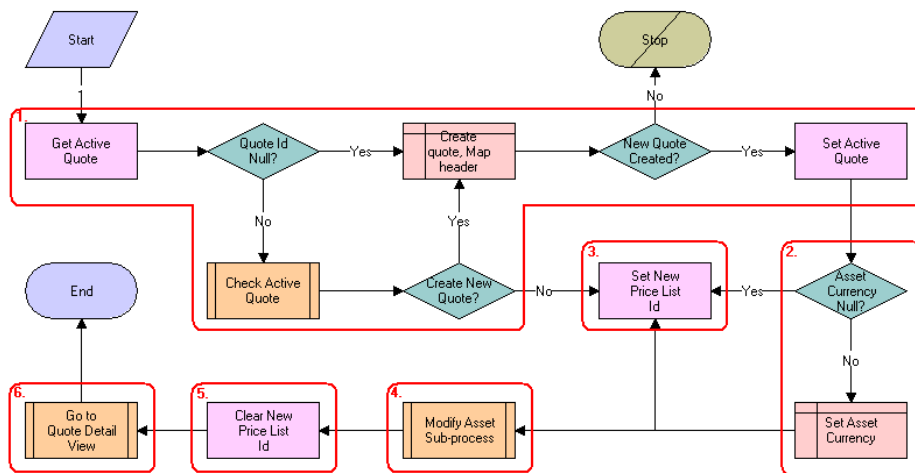 Start
Stop
1
No
1.
Get Active
Quote
Quote Id
Null?
Yes
Create
quote, Map
header
New Quote
Created?
Yes
Set Active
Quote
No
Yes
Check Active
Quote
Create New
Quote?
No
3.
Set New
Price List
Id
Yes
2.
Asset
Currency
Null?
End
No
6.
Go to
Quote Detail
View
5.
Clear New
Price List
Id
4.
Modify Asset
Sub-process
Set Asset
Currency